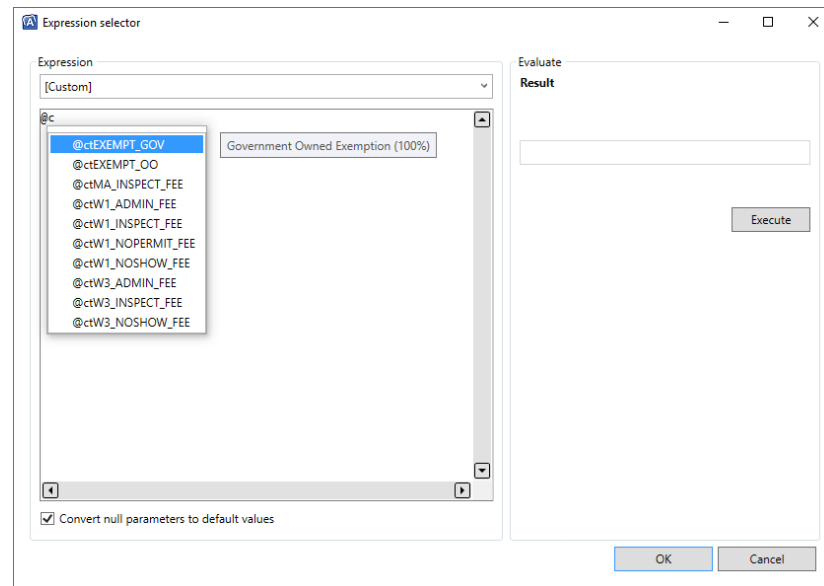 Expression selector
Expression
[Custom]
@c
@ctEXEMPT_GOV
Government Owned Exemption (100%)
@ctEXEMPT_OO
@ctMA_INSPECT_FEE
@ctW1_ADMIN_FEE
@ctW1_INSPECT_FEE
@ctW1_NOPERMIT_FEE
@ctW1_NOSHOW_FEE
@ctW3_ADMIN_FEE
@ctW3_INSPECT_FEE
@ctW3_NOSHOW_FEE
Convert null parameters to default values
Evaluate
Result
Execute
OK
Cancel